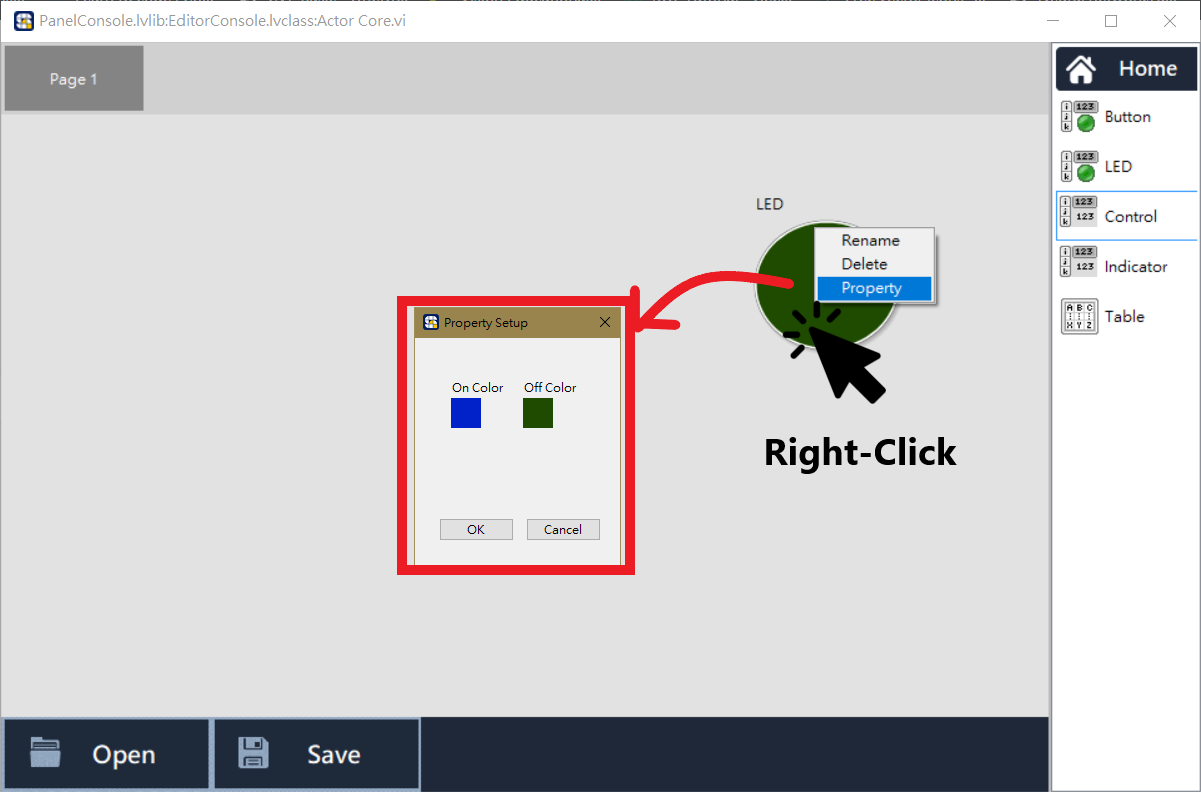 PanelConsole.lvlib:EditorConsole.lvclass:Actor Core.vi
Page 1
Home
Button
LED
Control
Indicator
Table
LED
Rename
Delete
Property
Property Setup
On Color
Off Color
OK
Cancel
Right-Click
Open
Save